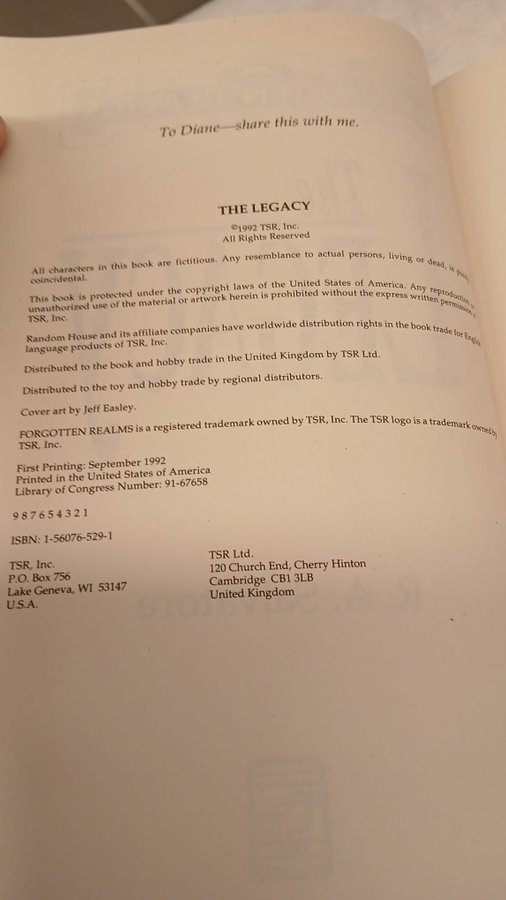 To Diane—share this with me.
THE LEGACY
©1992 TSR, Inc.
All Rights Reserved
All characters in this book are fictitious. Any resemblance to actual persons, living or dead, is purely
coincidental.
This book is protected under the copyright laws of the United States of America. Any reproduction or
unauthorized use of the material or artwork herein is prohibited without the express written permission of
TSR, Inc.
Random House and its affiliate companies have worldwide distribution rights in the book trade for English
language products of TSR, Inc.
Distributed to the book and hobby trade in the United Kingdom by TSR Ltd.
Distributed to the toy and hobby trade by regional distributors.
Cover art by Jeff Easley.
FORGOTTEN REALMS is a registered trademark owned by TSR, Inc. The TSR logo is a trademark owned by
TSR, Inc.
First Printing: September 1992
Printed in the United States of America
Library of Congress Number: 91-67658
9 8 7 6 5 4 3 2 1
ISBN: 1-56076-529-1
TSR, Inc.
P.O. Box 756
Lake Geneva, WI 53147
U.S.A.
TSR Ltd.
120 Church End, Cherry Hinton
Cambridge CB1 3LB
United Kingdom